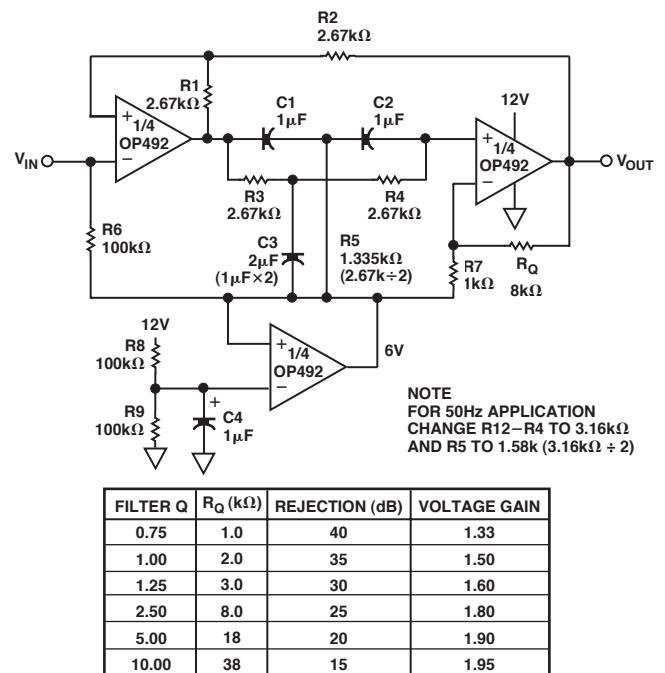 R2
2.67kΩ
R1
2.67kΩ
C1
1μF
C2
1μF
12V
+
1/4
OP492
−
+
1/4
OP492
−
VIN
VOUT
R3
2.67kΩ
R4
2.67kΩ
R6
100kΩ
C3
2μF
(1μF×2)
R5
1.335kΩ
(2.67k÷2)
R7
1kΩ
RQ
8kΩ
12V
R8
100kΩ
+
1/4
OP492
−
6V
R9
100kΩ
+
C4
1μF
NOTE
FOR 50Hz APPLICATION
CHANGE R12–R4 TO 3.16kΩ
AND R5 TO 1.58k (3.16kΩ ÷ 2)
FILTER Q RQ (kΩ) REJECTION (dB) VOLTAGE GAIN
0.75 1.0 40 1.33
1.00 2.0 35 1.50
1.25 3.0 30 1.60
2.50 8.0 25 1.80
5.00 18 20 1.90
10.00 38 15 1.95